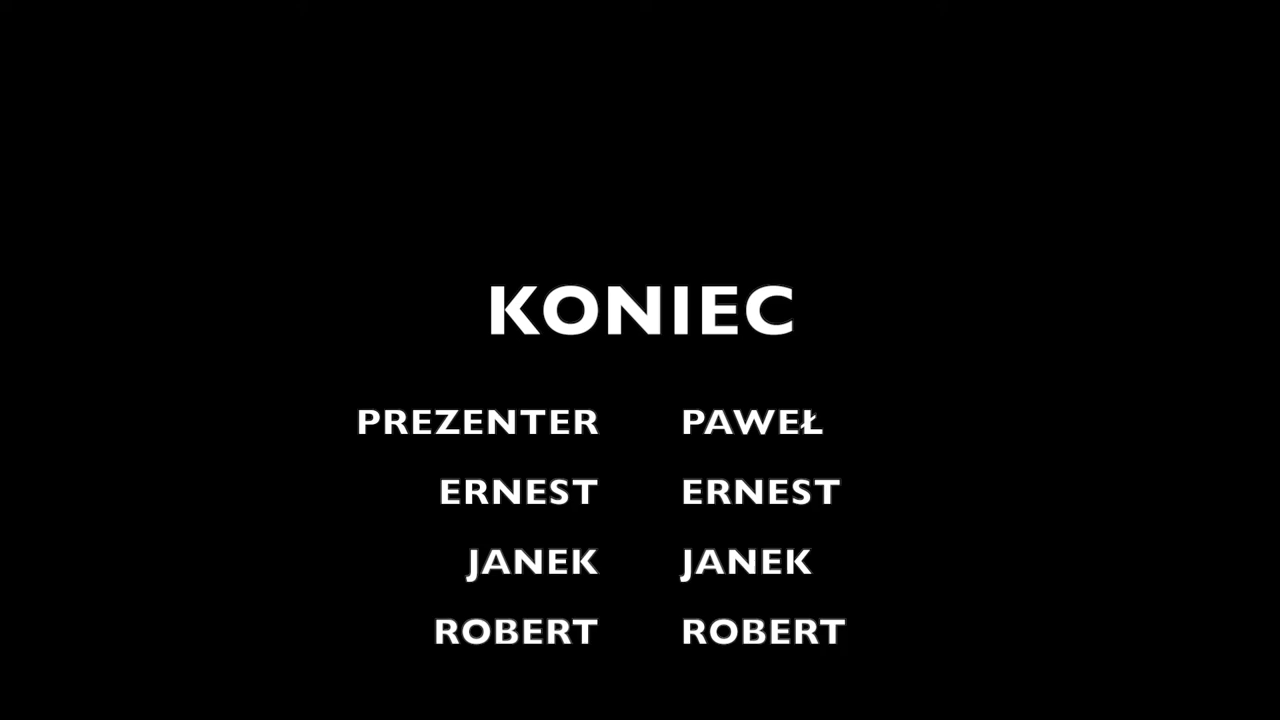 KONIEC
PREZENTER PAWEŁ
ERNEST ERNEST
JANEK JANEK
ROBERT ROBERT